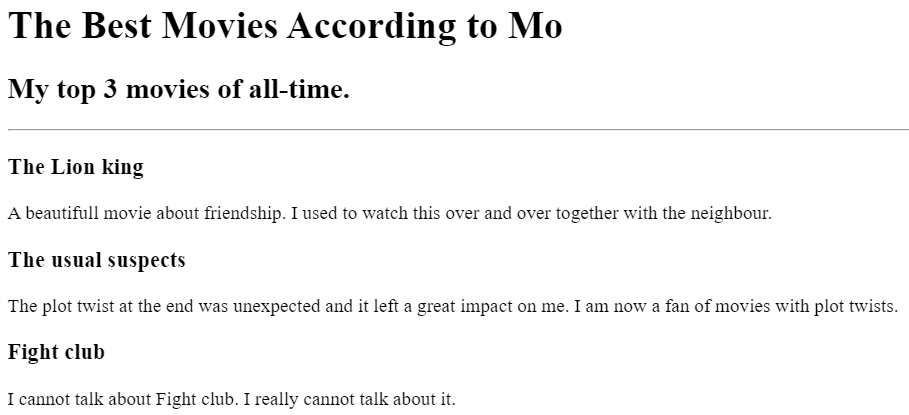 The Best Movies According to Mo
My top 3 movies of all-time.
The Lion king
A beautifull movie about friendship. I used to watch this over and over together with the neighbour.
The usual suspects
The plot twist at the end was unexpected and it left a great impact on me. I am now a fan of movies with plot twists.
Fight club
I cannot talk about Fight club. I really cannot talk about it.